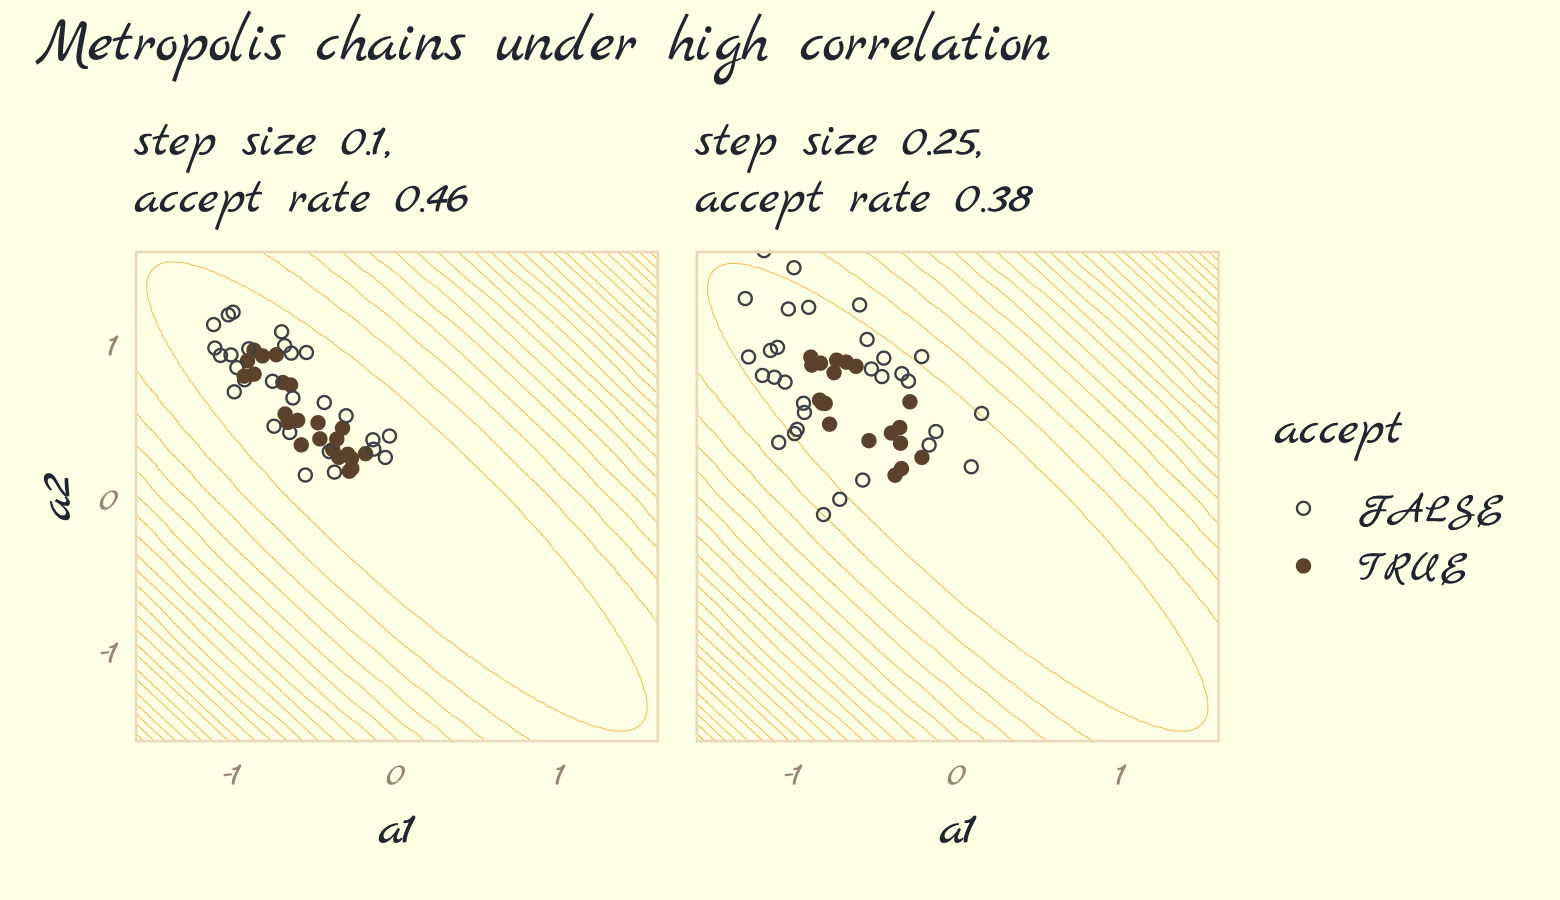 Metropolis chains under high correlation
step size 0.1,
accept rate 0.46
step size 0.25,
accept rate 0.38
a2
1
0
-1
-1 0 1
-1 0 1
a1
a1
accept
FALSE
TRUE